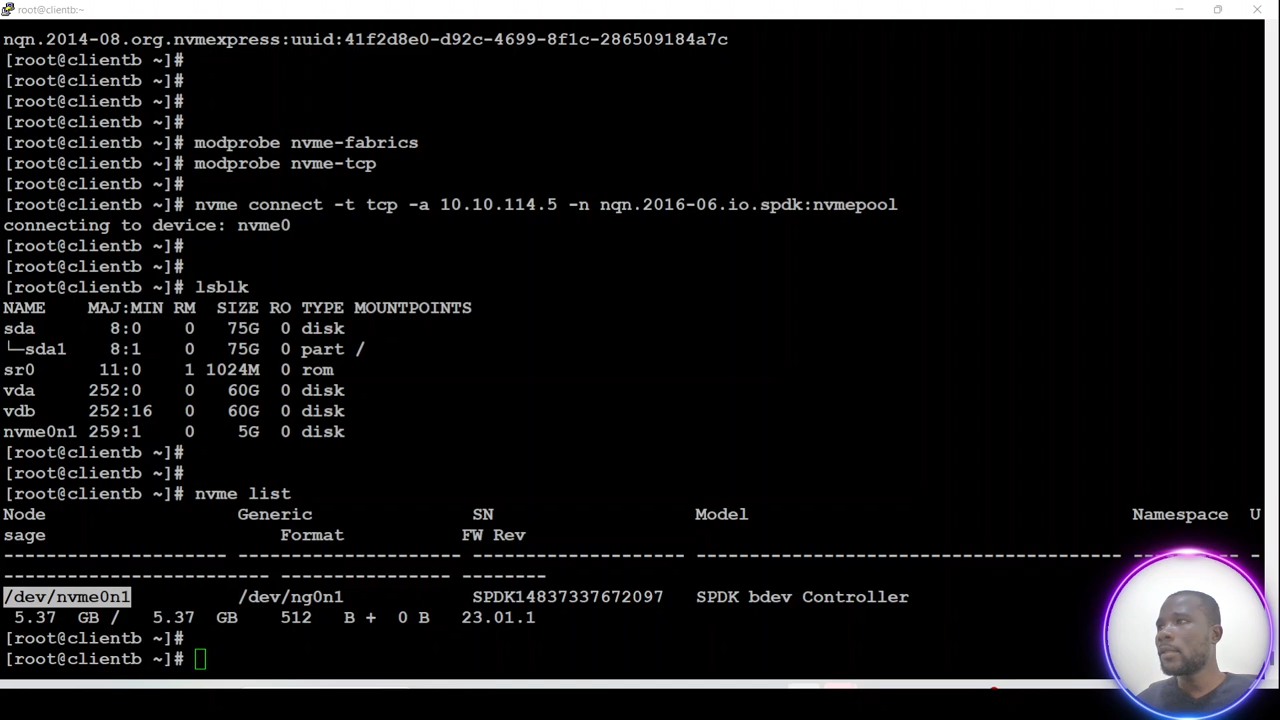 root@clientb:~
nqn.2014-08.org.nvmexpress:uuid:41f2d8e0-d92c-4699-8f1c-286509184a7c
[root@clientb ~]#
[root@clientb ~]#
[root@clientb ~]#
[root@clientb ~]#
[root@clientb ~]# modprobe nvme-fabrics
[root@clientb ~]# modprobe nvme-tcp
[root@clientb ~]#
[root@clientb ~]# nvme connect -t tcp -a 10.10.114.5 -n nqn.2016-06.io.spdk:nvmepool
connecting to device: nvme0
[root@clientb ~]#
[root@clientb ~]#
[root@clientb ~]# lsblk
NAME    MAJ:MIN RM  SIZE RO TYPE MOUNTPOINTS
sda       8:0    0   75G  0 disk
└─sda1    8:1    0   75G  0 part /
sr0      11:0    1 1024M  0 rom
vda     252:0    0   60G  0 disk
vdb     252:16   0   60G  0 disk
nvme0n1 259:1    0    5G  0 disk
[root@clientb ~]#
[root@clientb ~]#
[root@clientb ~]# nvme list
Node                  Generic               SN                   Model                                    Namespace U
sage                      Format           FW Rev
--------------------- --------------------- -------------------- ---------------------------------------- --------- -
------------------------- ---------------- --------
/dev/nvme0n1          /dev/ng0n1            SPDK14837337672097   SPDK bdev Controller
 5.37  GB /   5.37  GB    512   B +  0 B   23.01.1
[root@clientb ~]#
[root@clientb ~]#